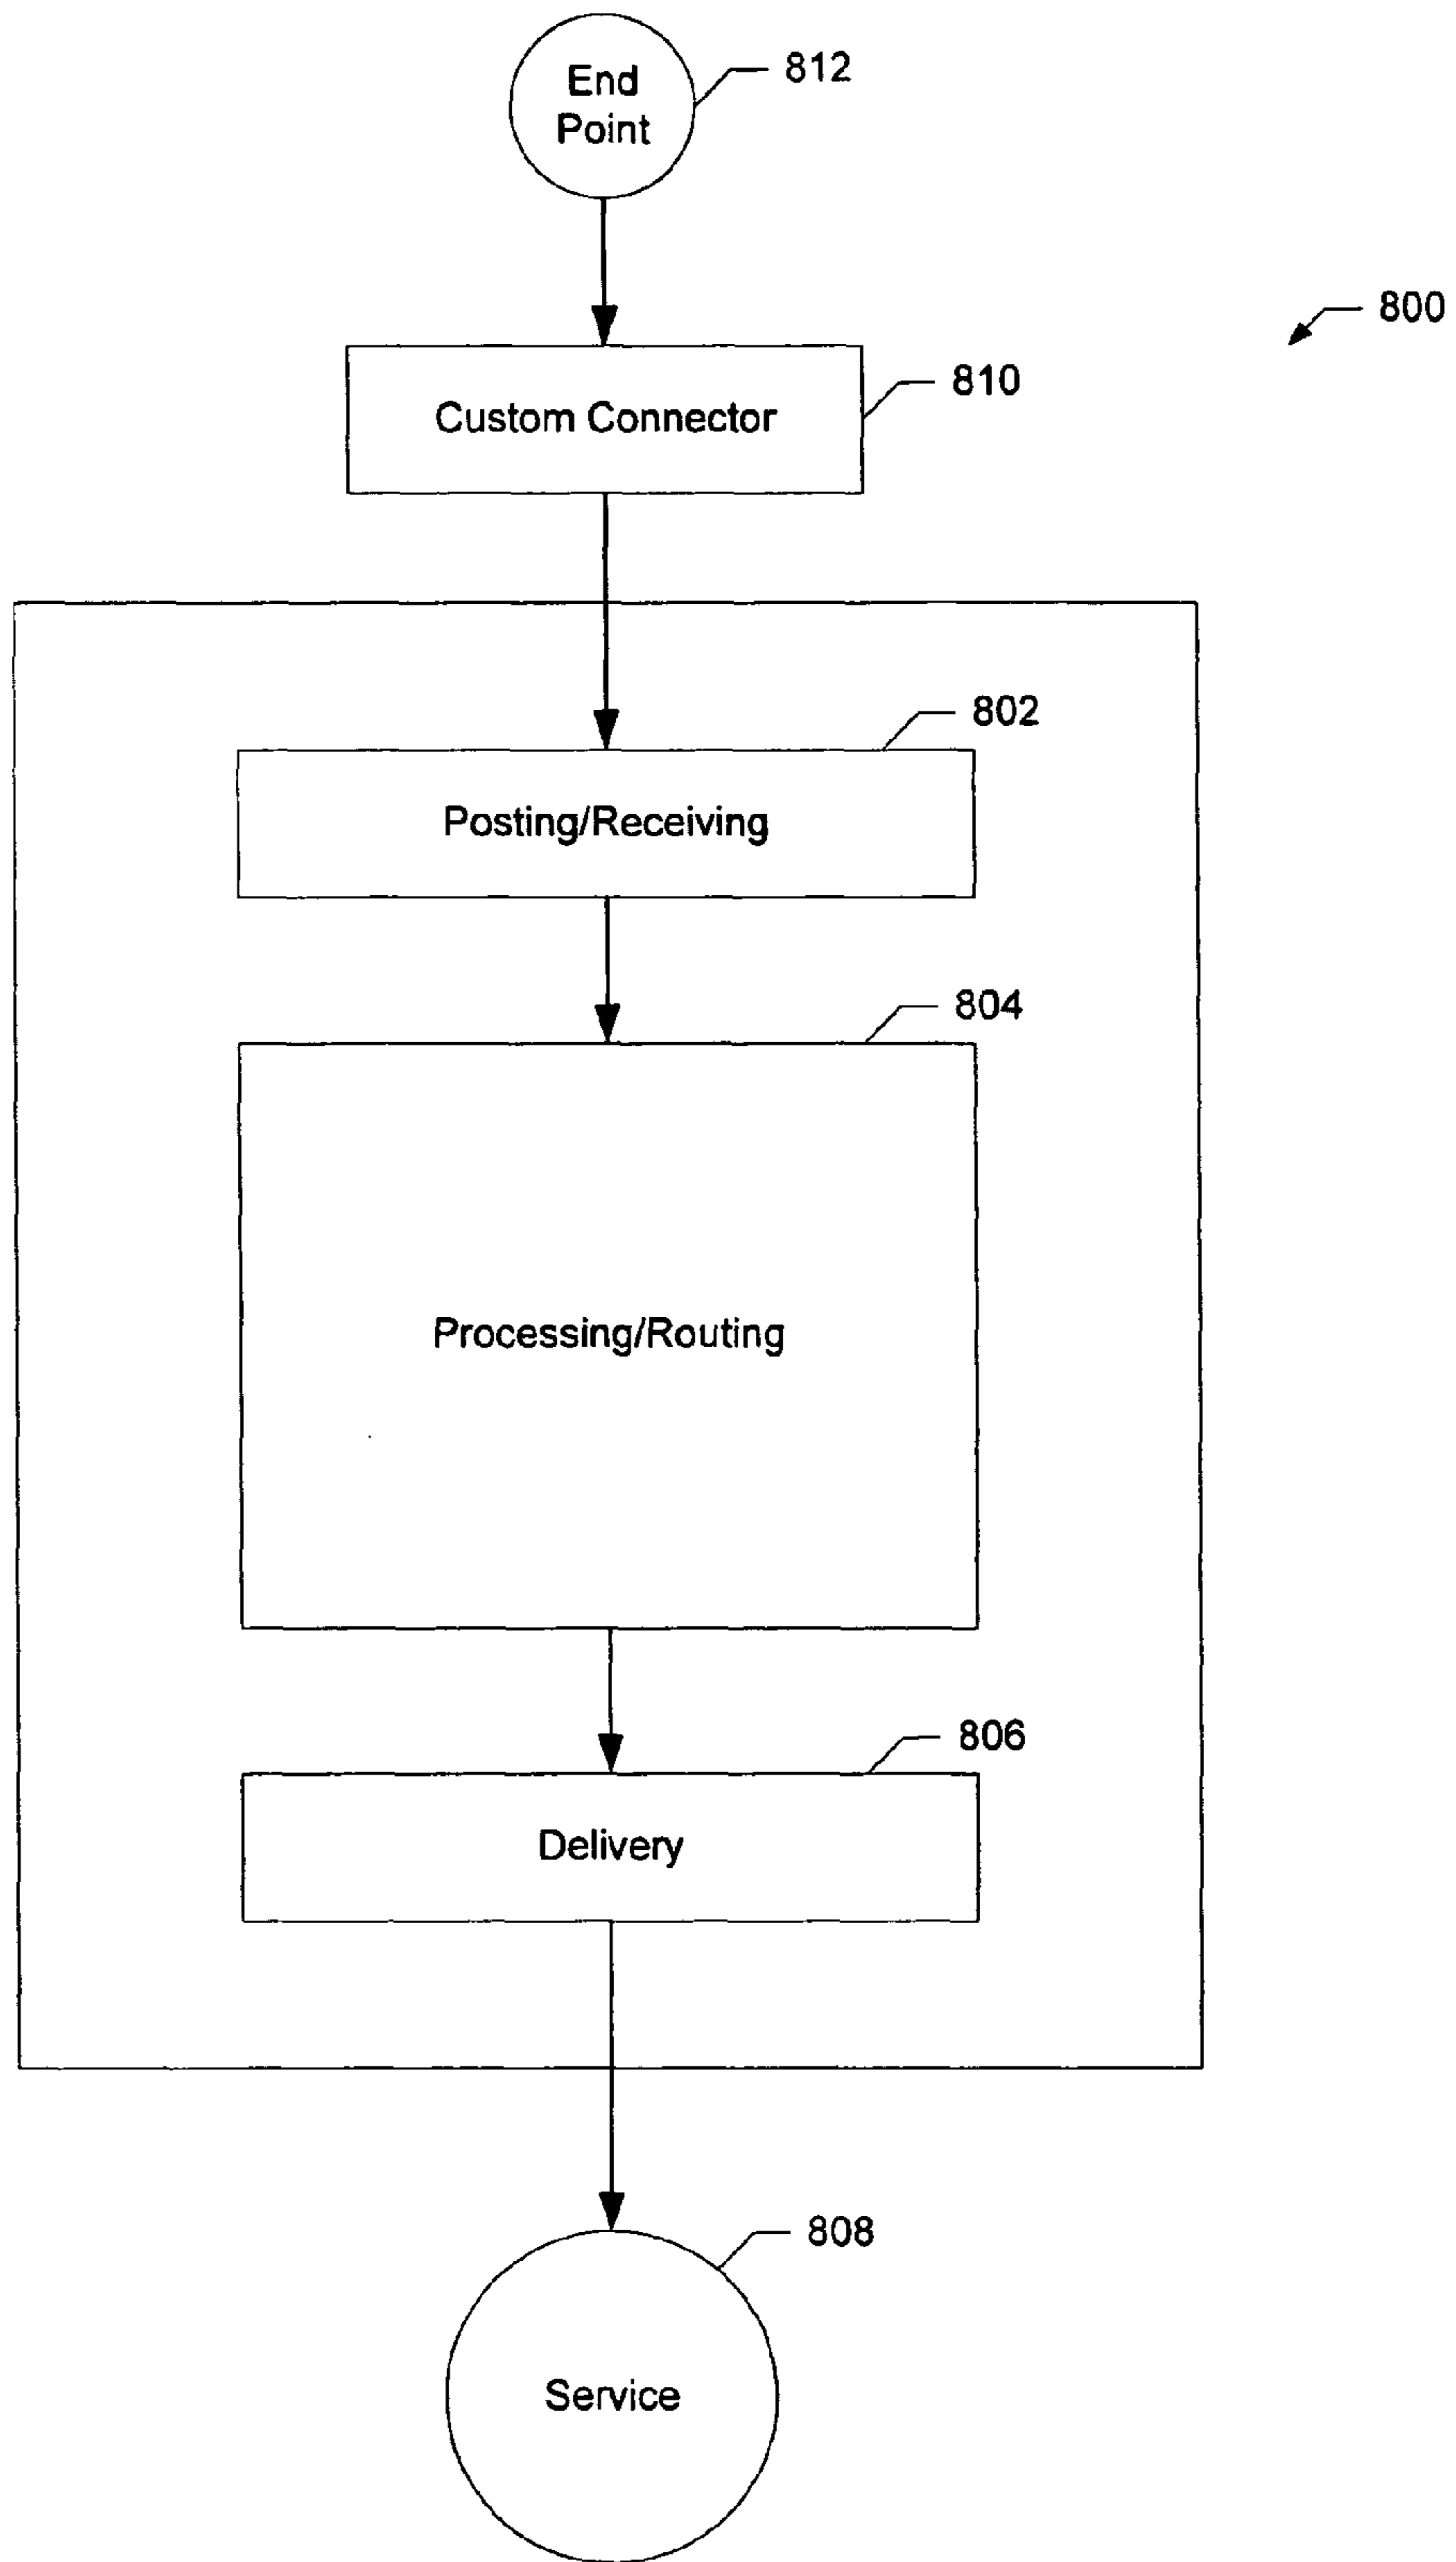 End
Point
812
800
Custom Connector
810
802
Posting/Receiving
804
Processing/Routing
806
Delivery
808
Service